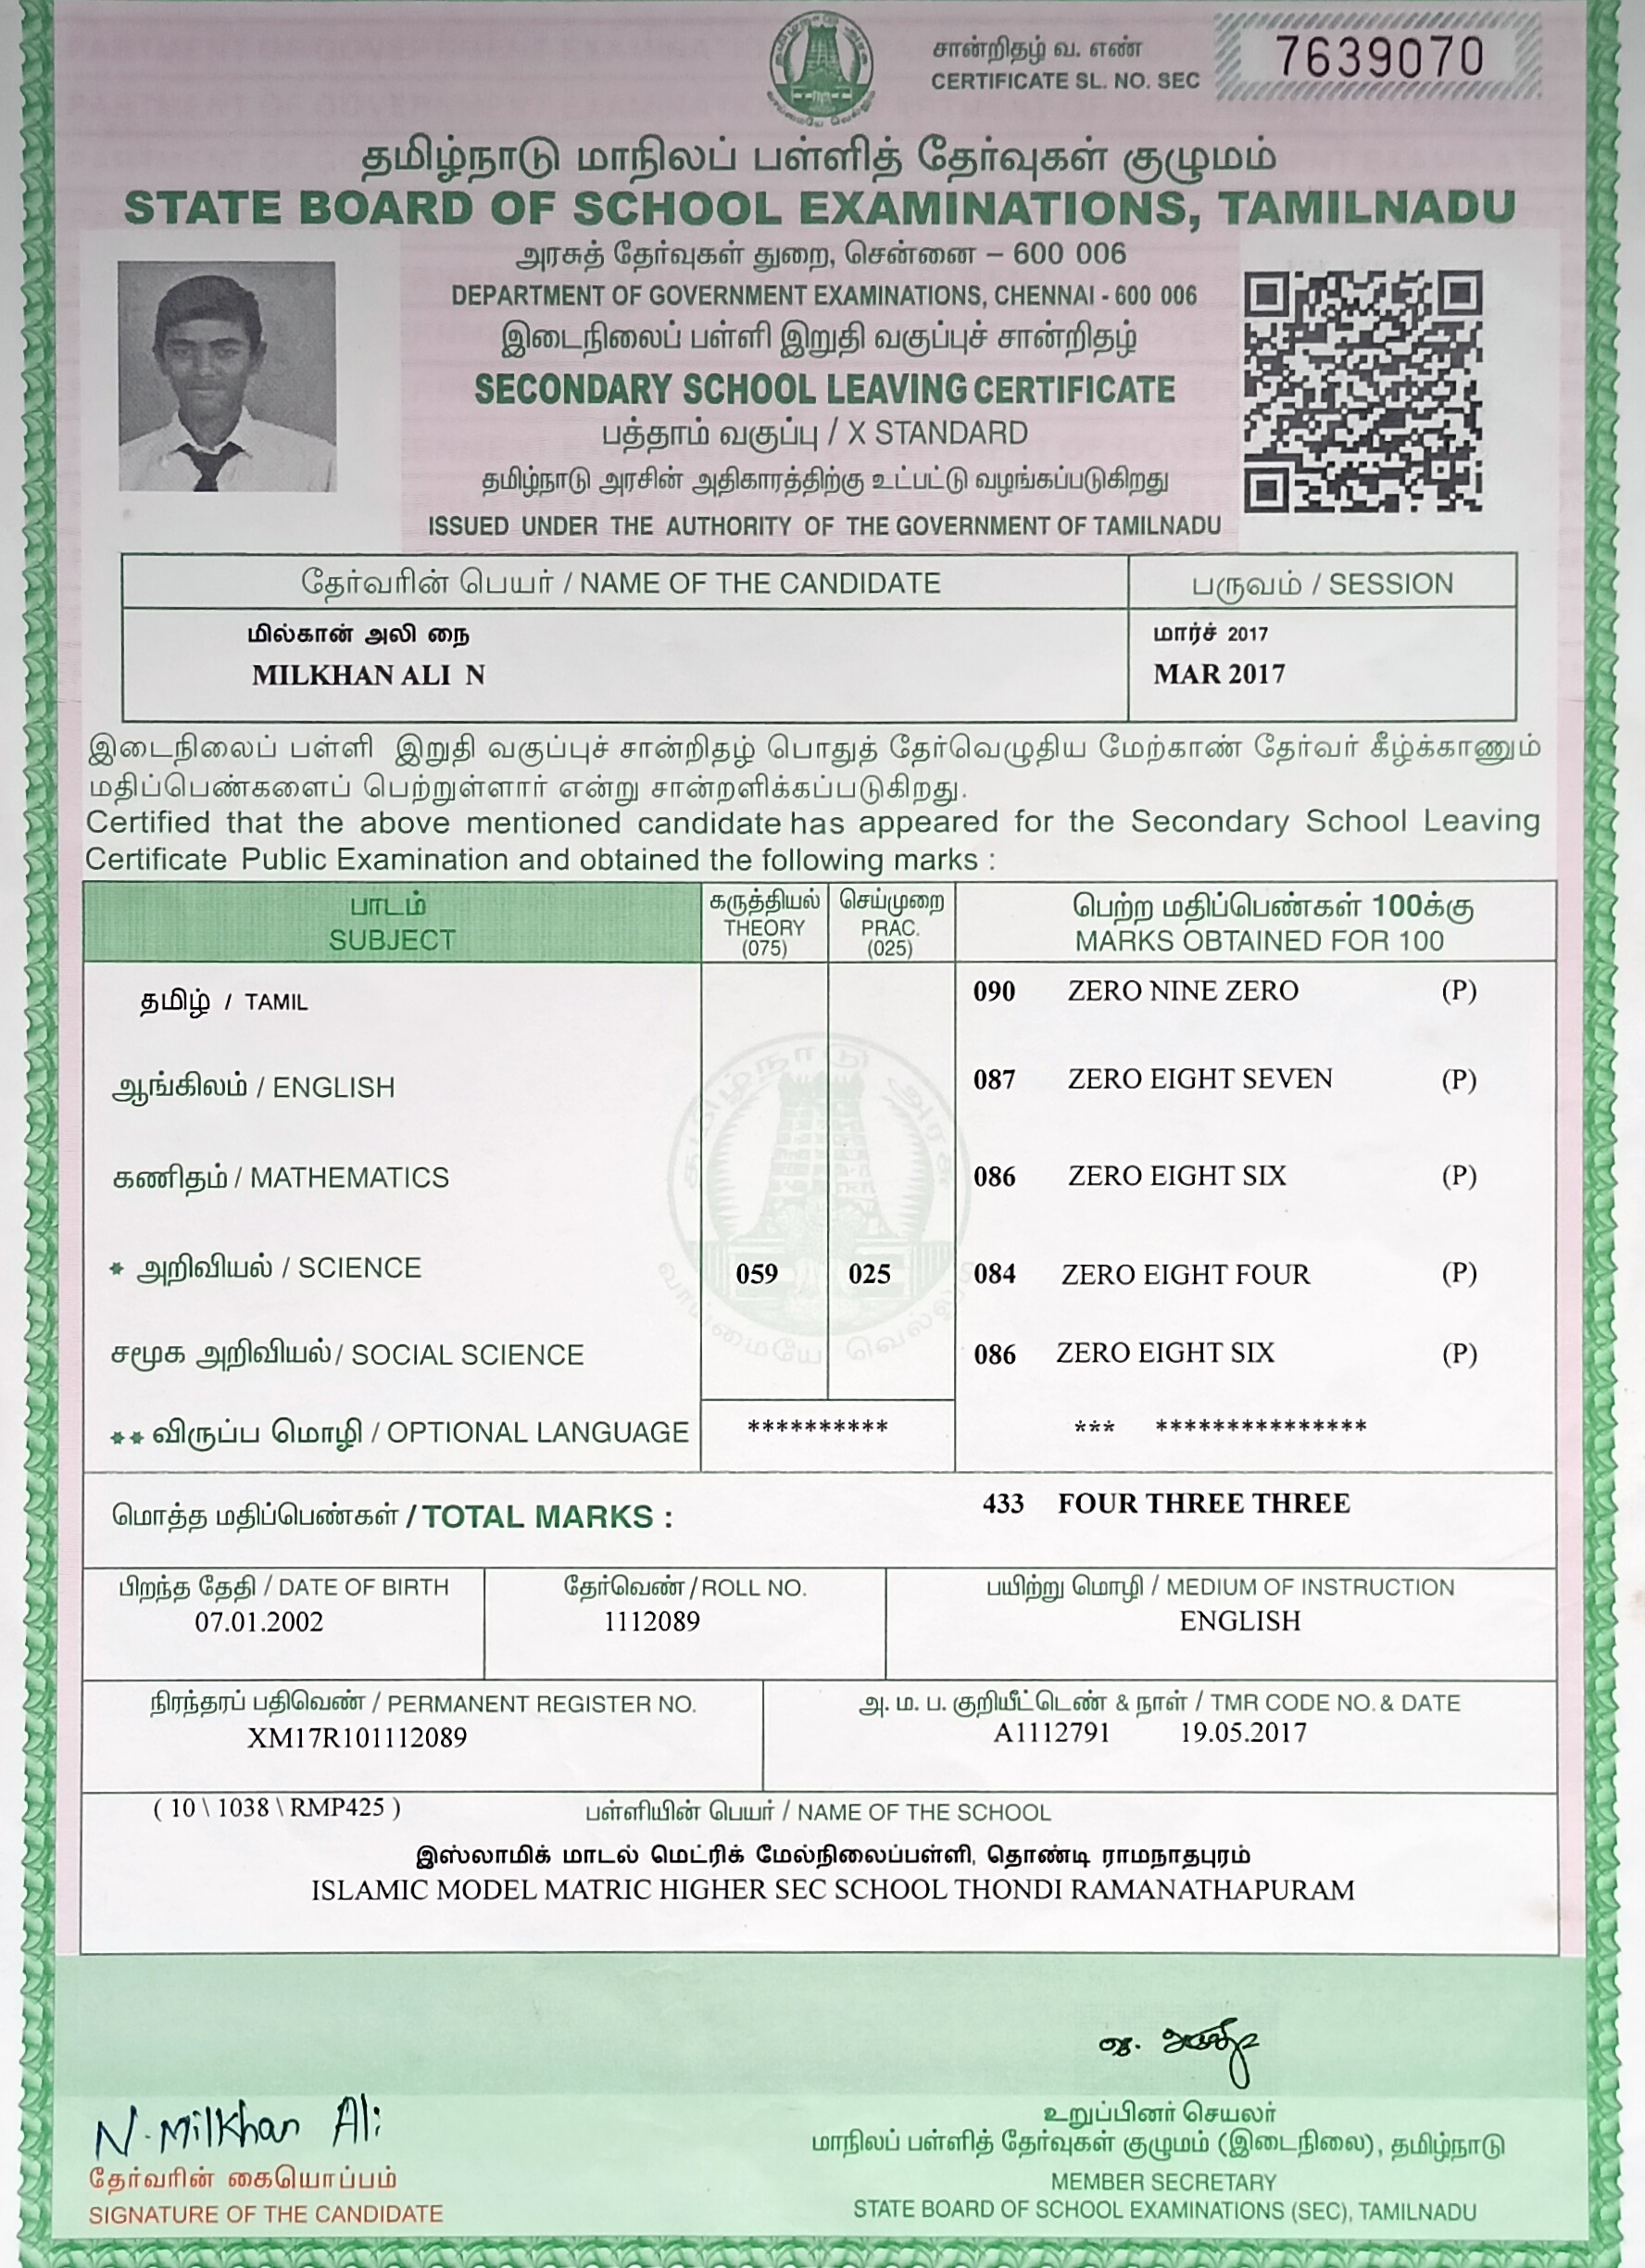 சான்றிதழ் வ. எண்
CERTIFICATE SL. NO. SEC
7639070
தமிழ்நாடு மாநிலப் பள்ளித் தேர்வுகள் குழுமம்
STATE BOARD OF SCHOOL EXAMINATIONS, TAMILNADU
அரசுத் தேர்வுகள் துறை, சென்னை – 600 006
DEPARTMENT OF GOVERNMENT EXAMINATIONS, CHENNAI - 600 006
இடைநிலைப் பள்ளி இறுதி வகுப்புச் சான்றிதழ்
SECONDARY SCHOOL LEAVING CERTIFICATE
பத்தாம் வகுப்பு / X STANDARD
தமிழ்நாடு அரசின் அதிகாரத்திற்கு உட்பட்டு வழங்கப்படுகிறது
ISSUED UNDER THE AUTHORITY OF THE GOVERNMENT OF TAMILNADU
தேர்வரின் பெயர் / NAME OF THE CANDIDATE
பருவம் / SESSION
மில்கான் அலி நை
மார்ச் 2017
MILKHAN ALI N
MAR 2017
இடைநிலைப் பள்ளி இறுதி வகுப்புச் சான்றிதழ் பொதுத் தேர்வெழுதிய மேற்காண் தேர்வர் கீழ்க்காணும்
மதிப்பெண்களைப் பெற்றுள்ளார் என்று சான்றளிக்கப்படுகிறது.
Certified that the above mentioned candidate has appeared for the Secondary School Leaving
Certificate Public Examination and obtained the following marks :
பாடம்
SUBJECT
கருத்தியல்
THEORY
(075)
செய்முறை
PRAC.
(025)
பெற்ற மதிப்பெண்கள் 100க்கு
MARKS OBTAINED FOR 100
தமிழ் / TAMIL 090 ZERO NINE ZERO (P)
ஆங்கிலம் / ENGLISH 087 ZERO EIGHT SEVEN (P)
கணிதம் / MATHEMATICS 086 ZERO EIGHT SIX (P)
* அறிவியல் / SCIENCE 059 025 084 ZERO EIGHT FOUR (P)
சமூக அறிவியல் / SOCIAL SCIENCE 086 ZERO EIGHT SIX (P)
** விருப்ப மொழி / OPTIONAL LANGUAGE ********** *** ***************
மொத்த மதிப்பெண்கள் / TOTAL MARKS : 433 FOUR THREE THREE
பிறந்த தேதி / DATE OF BIRTH
07.01.2002
தேர்வெண் / ROLL NO.
1112089
பயிற்று மொழி / MEDIUM OF INSTRUCTION
ENGLISH
நிரந்தரப் பதிவெண் / PERMANENT REGISTER NO.
XM17R101112089
அ. ம. ப. குறியீட்டெண் & நாள் / TMR CODE NO. & DATE
A1112791 19.05.2017
( 10 \ 1038 \ RMP425 )
பள்ளியின் பெயர் / NAME OF THE SCHOOL
இஸ்லாமிக் மாடல் மெட்ரிக் மேல்நிலைப்பள்ளி, தொண்டி ராமநாதபுரம்
ISLAMIC MODEL MATRIC HIGHER SEC SCHOOL THONDI RAMANATHAPURAM
N. Milkhan Ali
தேர்வரின் கையொப்பம்
SIGNATURE OF THE CANDIDATE
உறுப்பினர் செயலர்
மாநிலப் பள்ளித் தேர்வுகள் குழுமம் (இடைநிலை), தமிழ்நாடு
MEMBER SECRETARY
STATE BOARD OF SCHOOL EXAMINATIONS (SEC), TAMILNADU